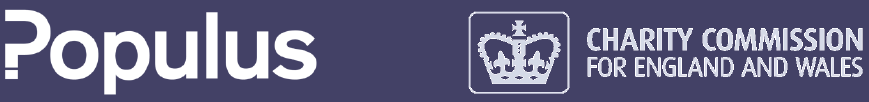 Populus
CHARITY COMMISSION
FOR ENGLAND AND WALES